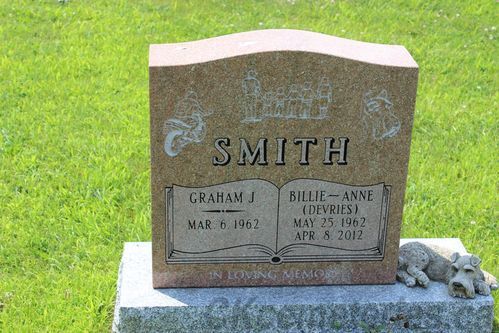 SMITH
GRAHAM J
MAR. 6, 1962
BILLIE-ANNE
(DEVRIES)
MAY 25, 1962
APR. 8, 2012
IN LOVING MEMORY